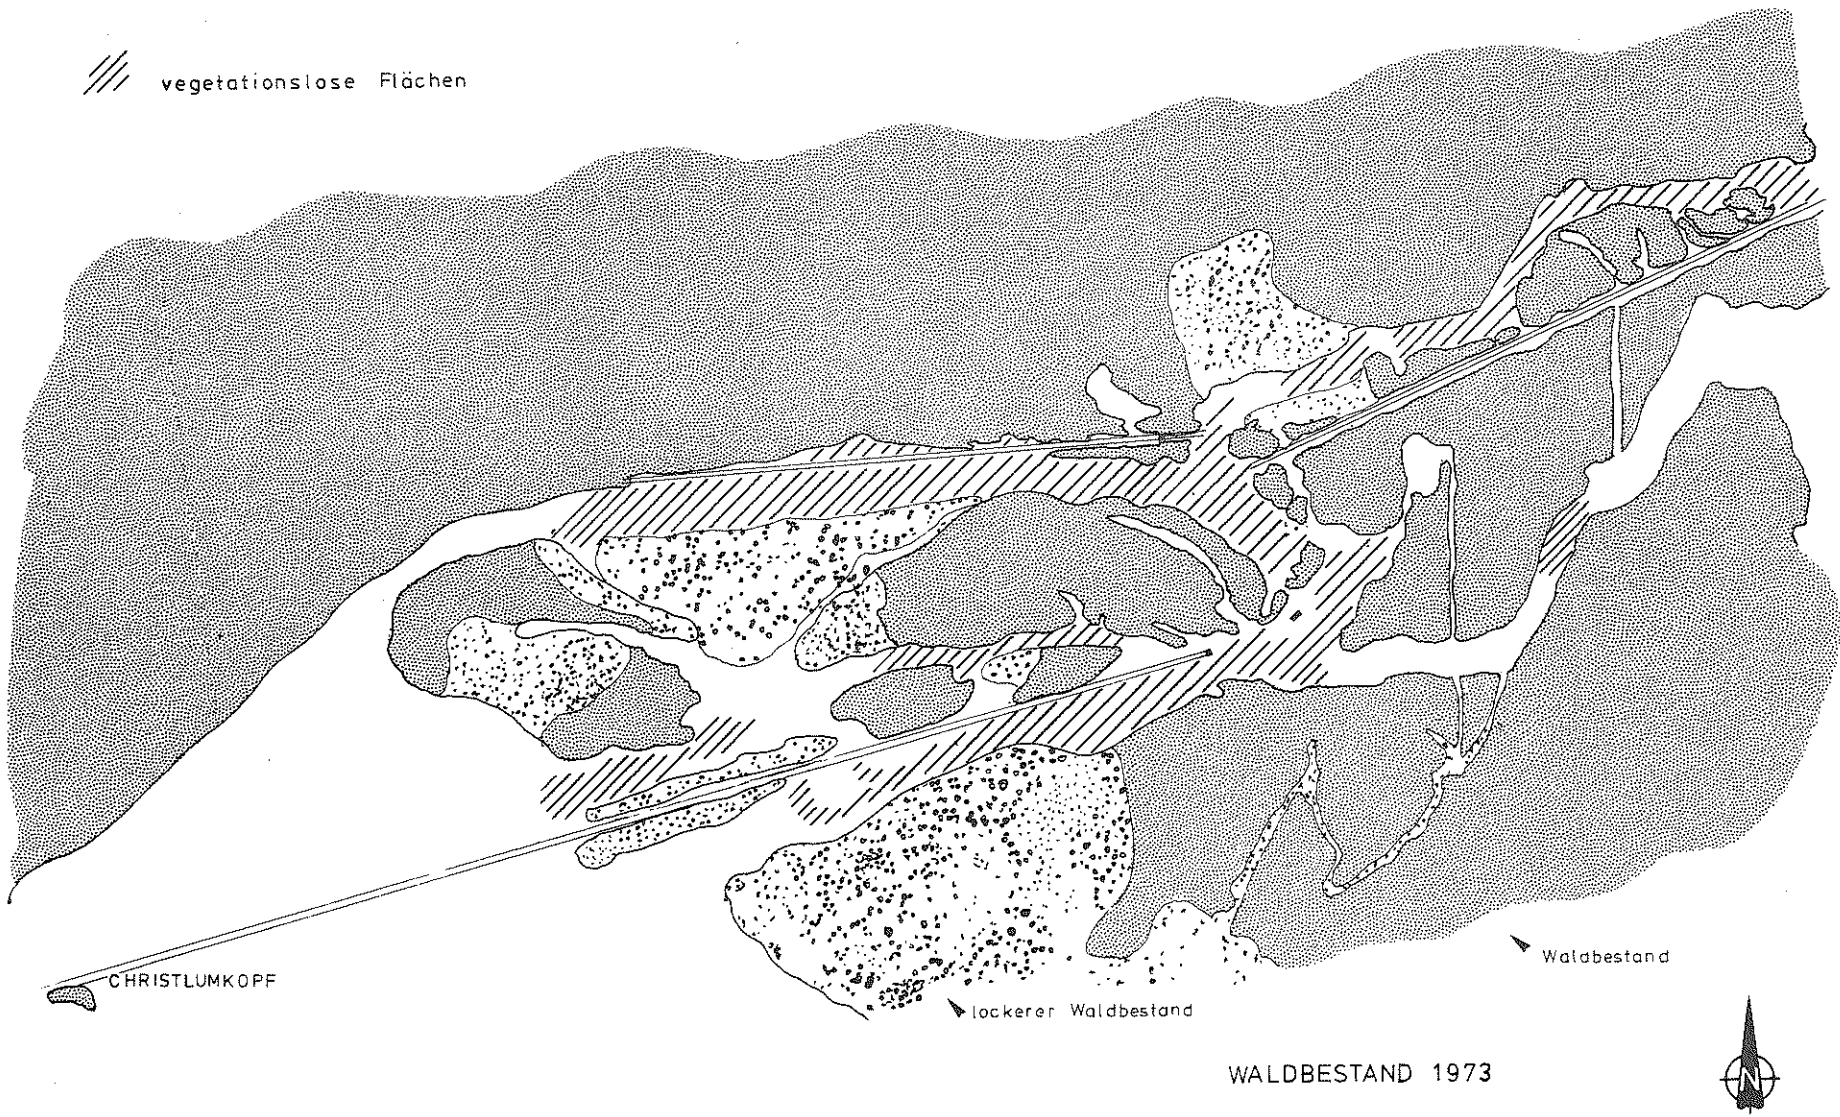 vegetationslose Flächen
CHRISTLUMKOPF
Waldbestand
lockerer Waldbestand
WALDBESTAND 1973
N